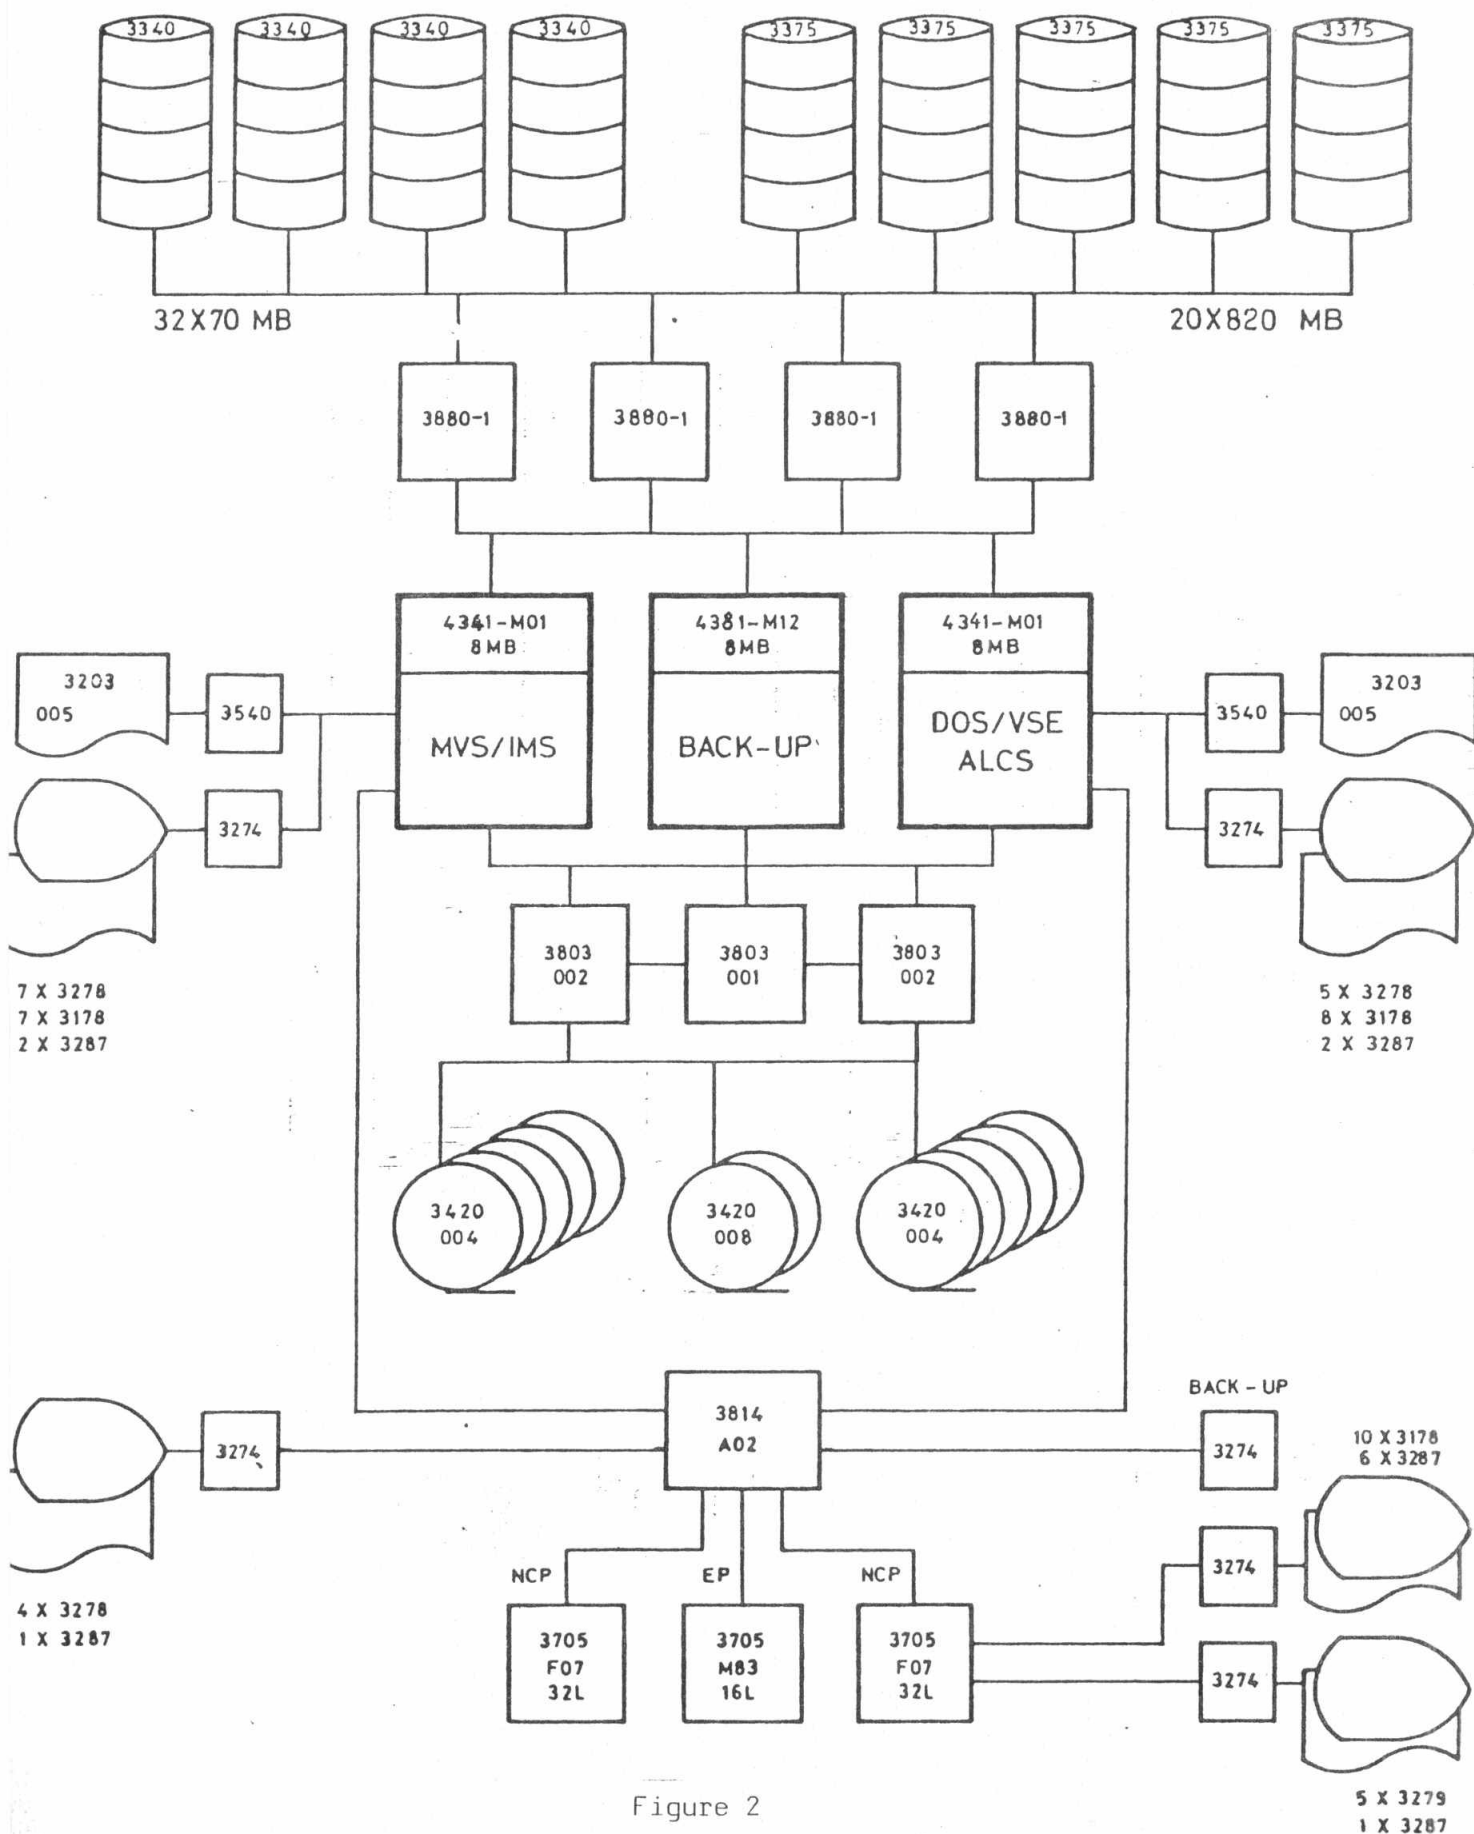 3340 3340 3340 3340 3375 3375 3375 3375 3375
32X70 MB
20X820 MB
3880-1 3880-1 3880-1 3880-1
4341-M01
8MB
MVS/IMS
4381-M12
8MB
BACK-UP
4341-M01
8MB
DOS/VSE
ALCS
3203
005
3540
3274
7 X 3278
7 X 3178
2 X 3287
3540
3203
005
3274
5 X 3278
8 X 3178
2 X 3287
3803
002
3803
001
3803
002
3420
004
3420
008
3420
004
3814
A02
3274
4 X 3278
1 X 3287
BACK-UP
3274
10 X 3178
6 X 3287
3274
3274
5 X 3279
1 X 3287
NCP
EP
NCP
3705
F07
32L
3705
M83
16L
3705
F07
32L
Figure 2